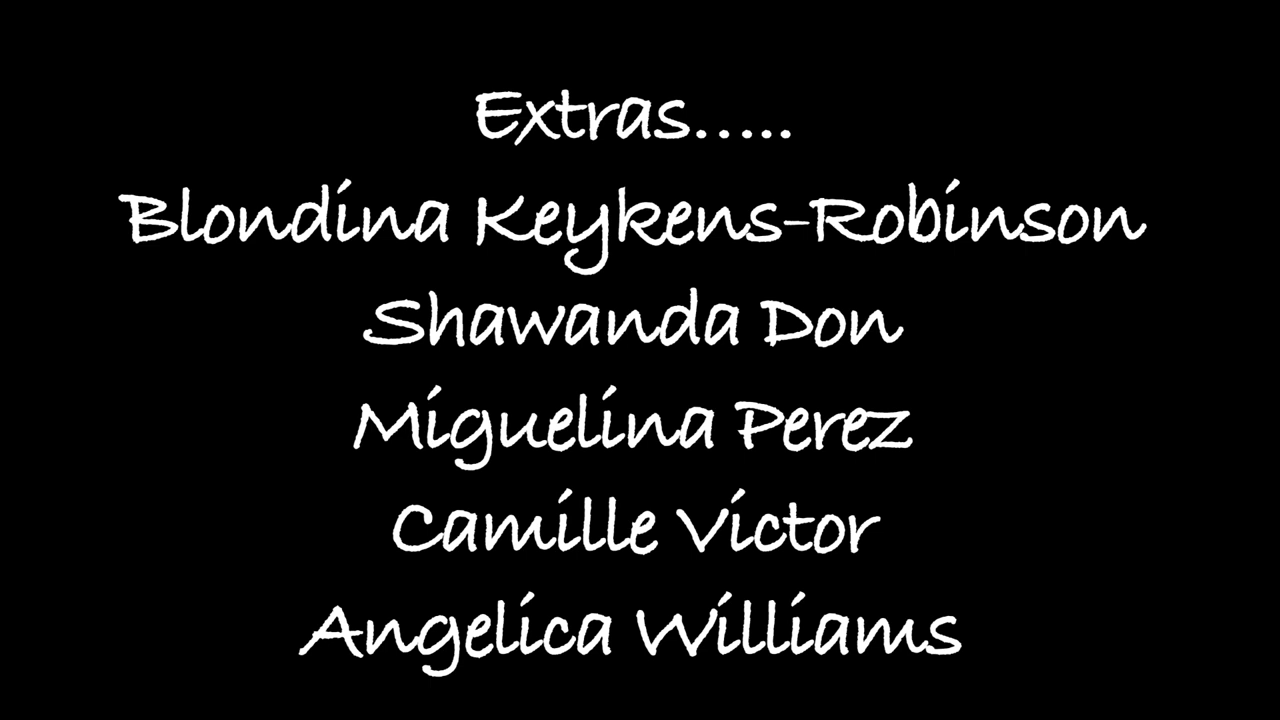 Extras.....
Blondina Keykens-Robinson
Shawanda Don
Miguelina Perez
Camille Victor
Angelica Williams